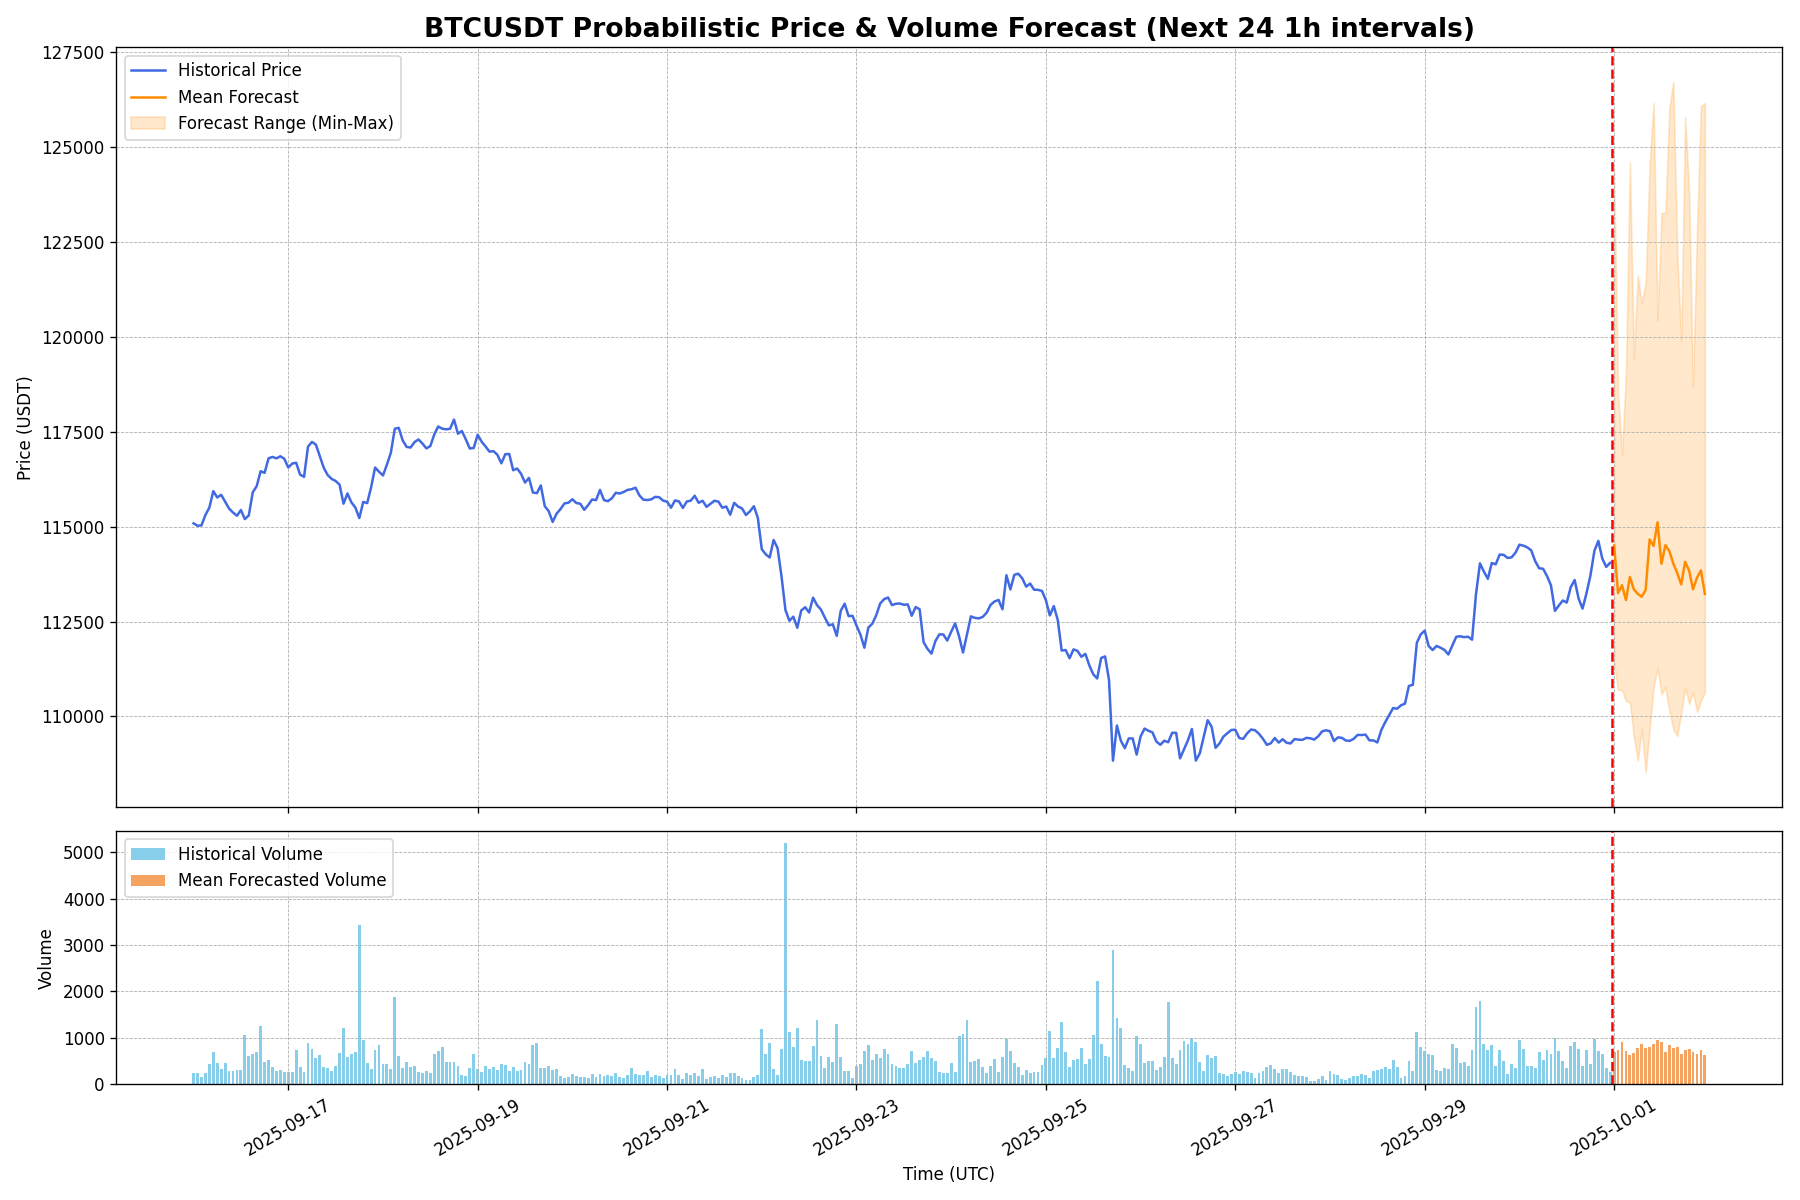 BTCUSDT Probabilistic Price & Volume Forecast (Next 24 1h intervals)
127500
125000
122500
120000
117500
115000
112500
110000
Price (USDT)
Historical Price
Mean Forecast
Forecast Range (Min-Max)
5000
4000
3000
2000
1000
0
Volume
Historical Volume
Mean Forecasted Volume
2025-09-17
2025-09-19
2025-09-21
2025-09-23
2025-09-25
2025-09-27
2025-09-29
2025-10-01
Time (UTC)